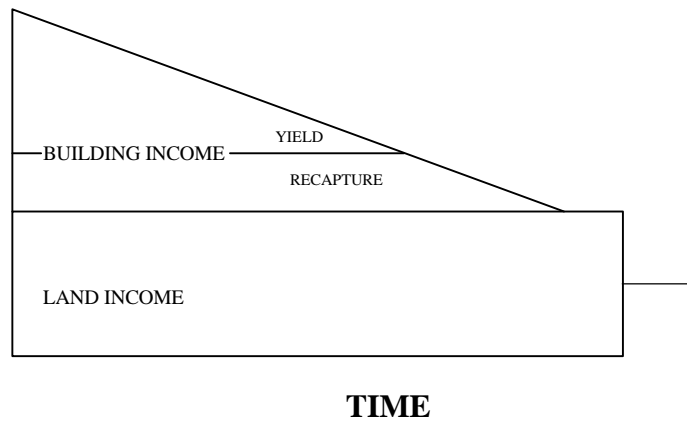 YIELD
BUILDING INCOME
RECAPTURE
LAND INCOME
TIME